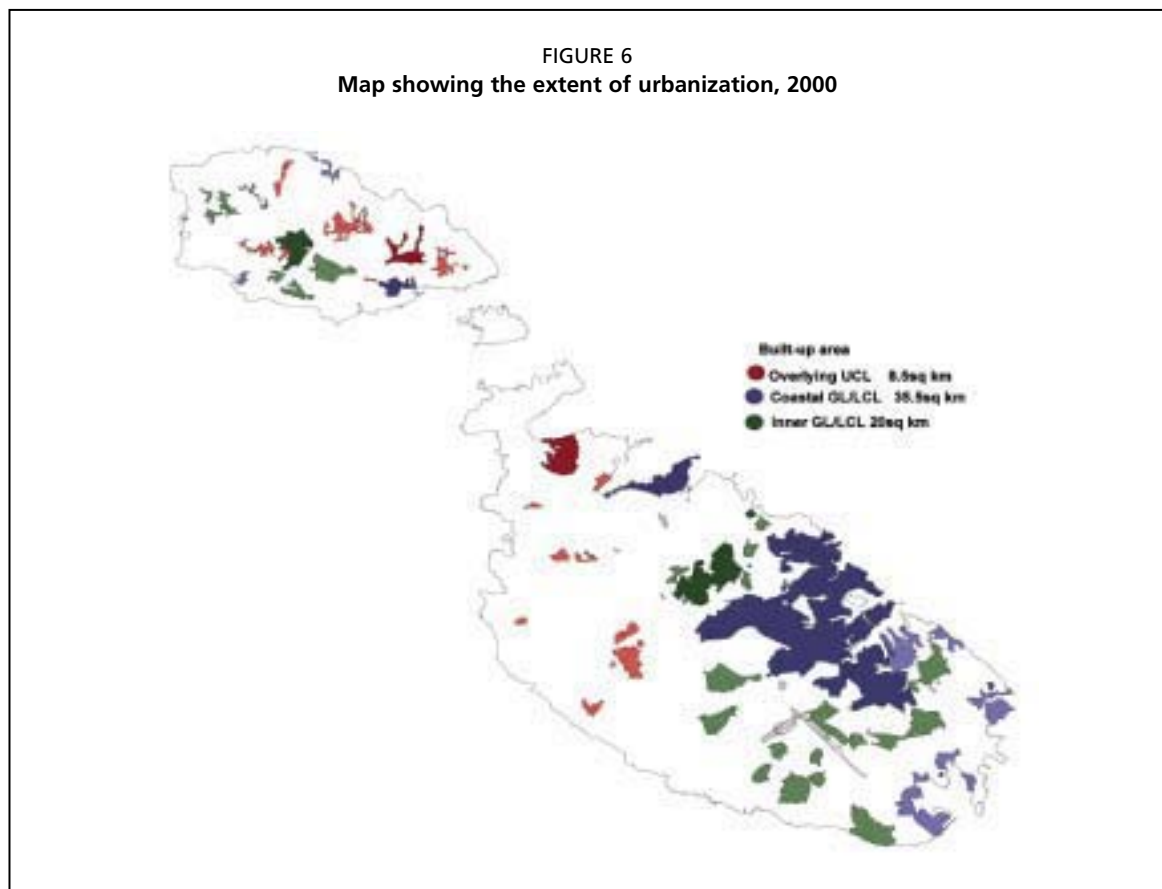 FIGURE 6
Map showing the extent of urbanization, 2000
Built-up area
Overlying UCL 8.5sq km
Coastal GL/LCL 35.5sq km
Inner GL/LCL 20sq km